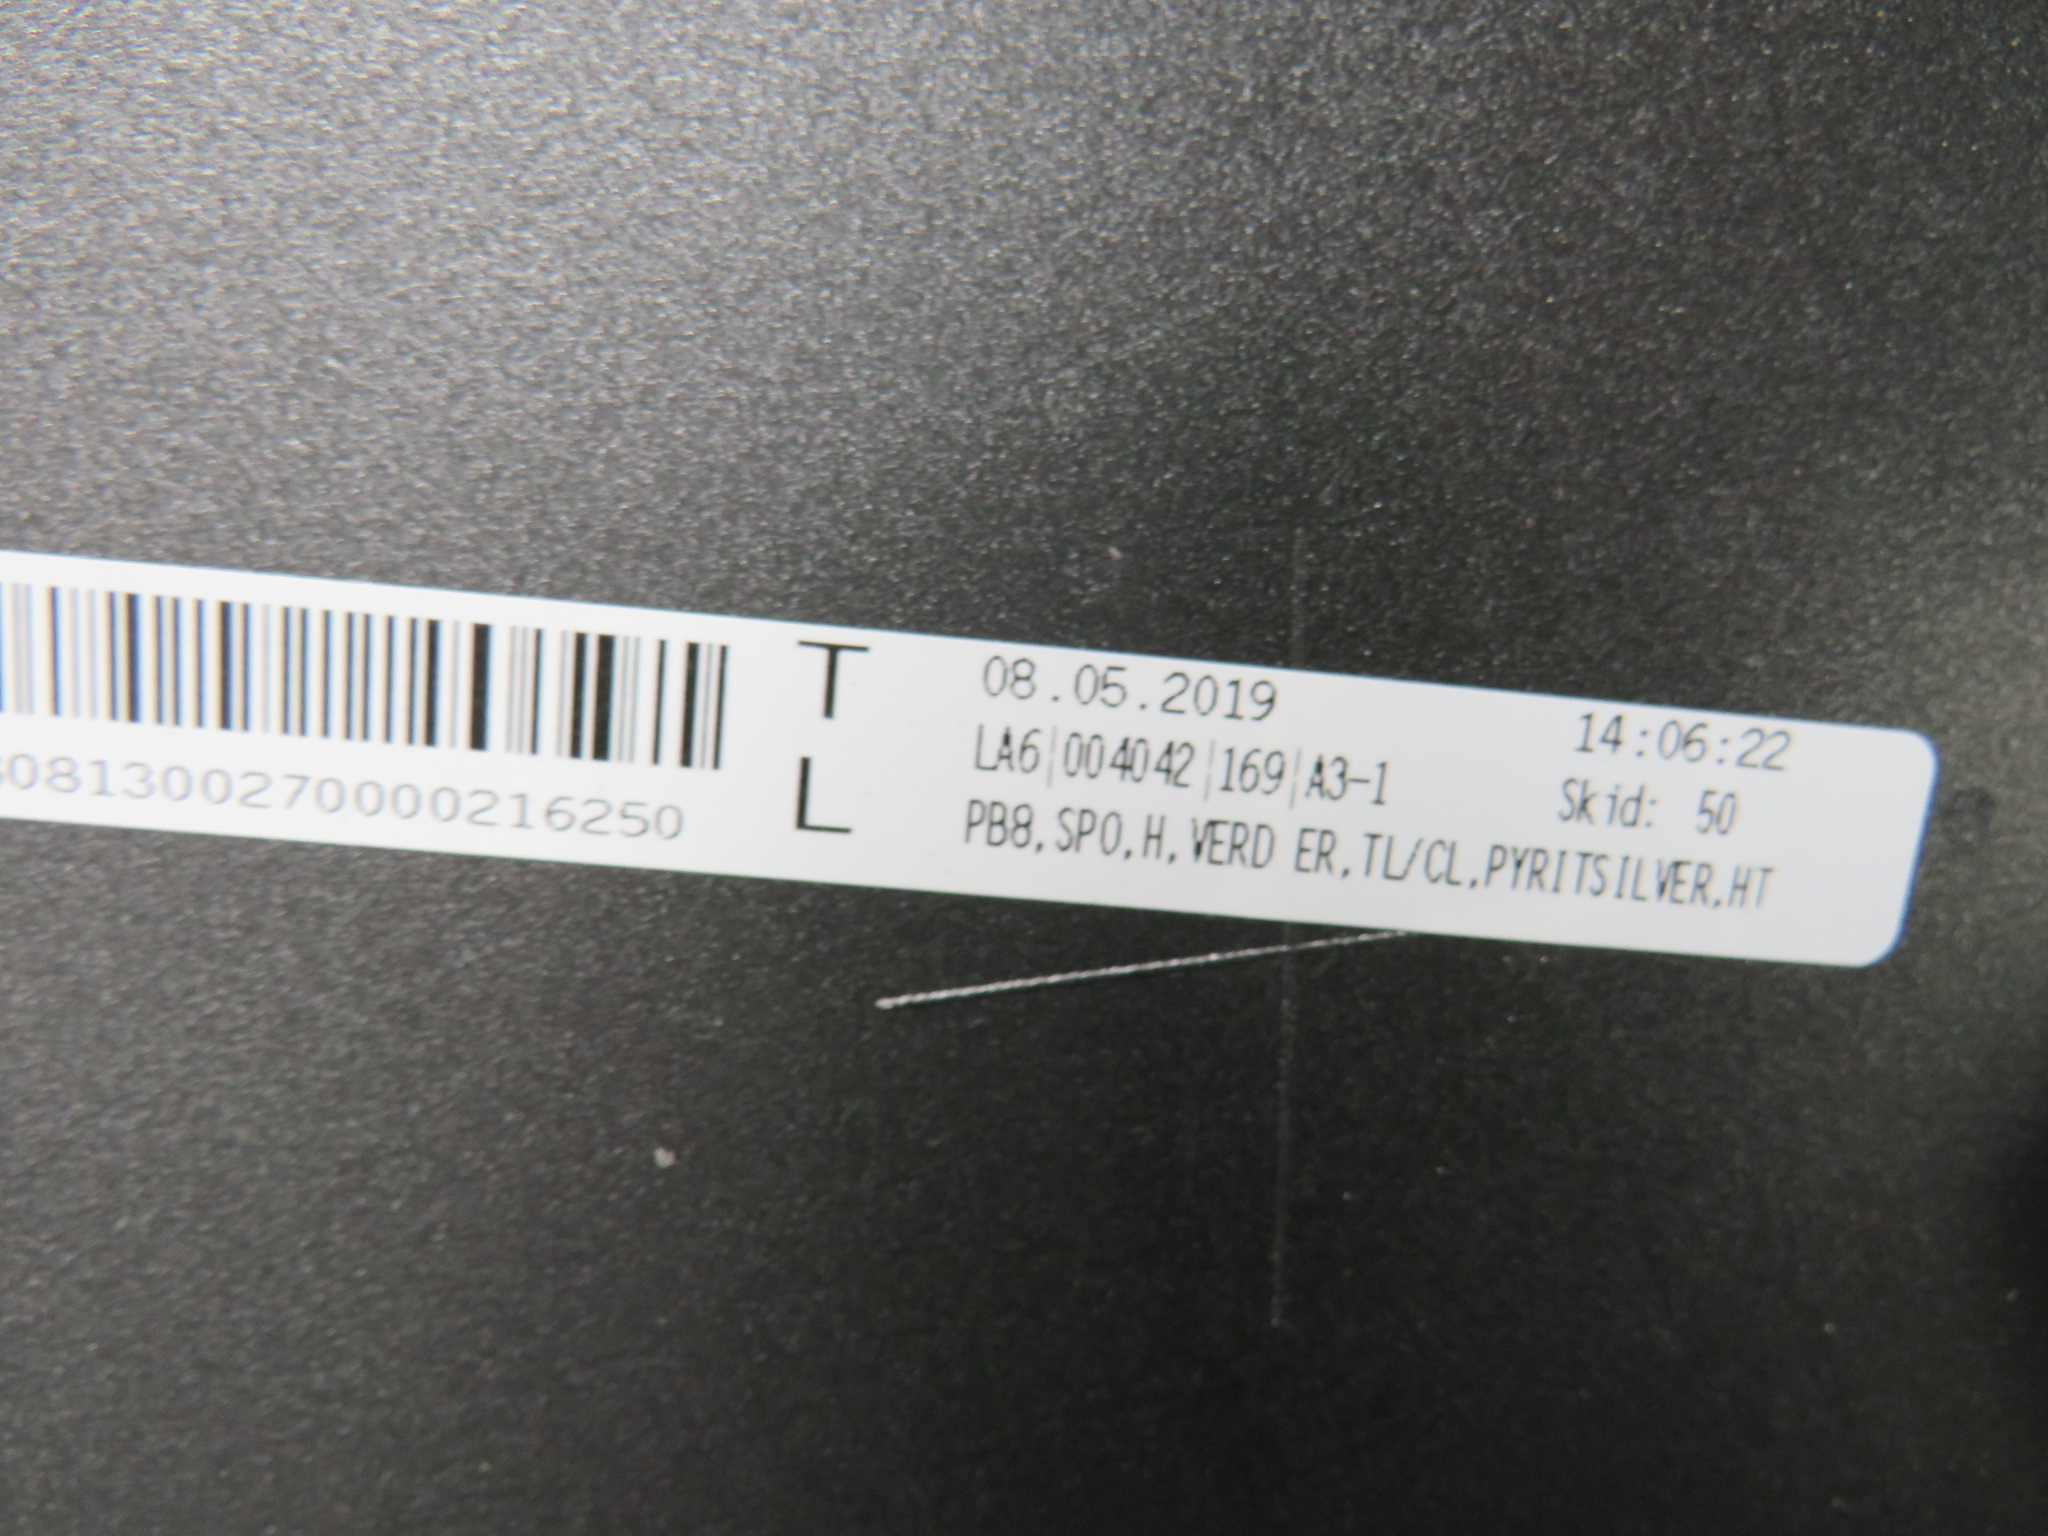 081300270000216250
T
L
08.05.2019 14:06:22
LA6|004042|169|A3-1 Skid: 50
PB8,SPO,H,VERD ER,TL/CL,PYRITSILVER,HT